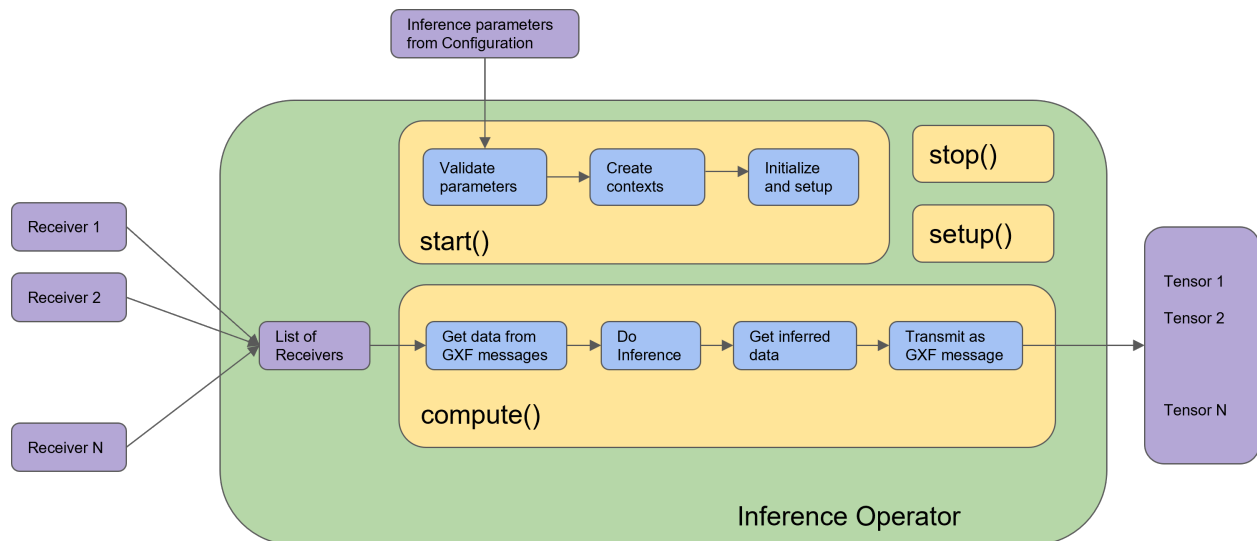 Inference parameters
from Configuration
Validate
parameters
Create
contexts
Initialize
and setup
start()
stop()
setup()
Receiver 1
Receiver 2
Receiver N
List of
Receivers
Get data from
GXF messages
Do
Inference
Get inferred
data
Transmit as
GXF message
compute()
Tensor 1
Tensor 2
Tensor N
Inference Operator